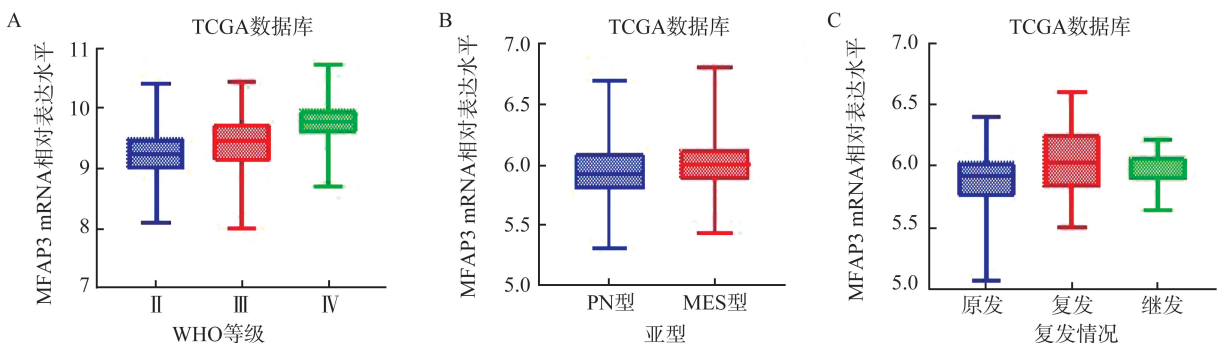 A
TCGA数据库
MFAP3 mRNA相对表达水平
11
10
9
8
7
Ⅱ
Ⅲ
Ⅳ
WHO等级
B
TCGA数据库
MFAP3 mRNA相对表达水平
7.0
6.5
6.0
5.5
5.0
PN型
MES型
亚型
C
TCGA数据库
MFAP3 mRNA相对表达水平
7.0
6.0
5.5
6.0
5.0
原发
复发
继发
复发情况